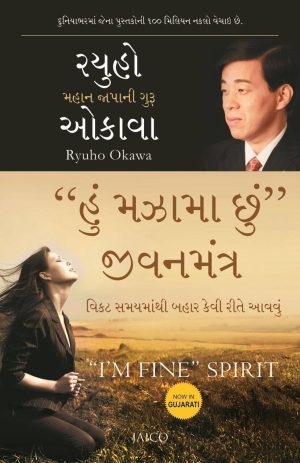 દુનિયાભરમાં જેના પુસ્તકોની ૧૦૦ મિલિયન નકલો વેચાઇ છે.
રયુહો
મહાન જાપાની ગુરૂ
ઓકાવા
Ryuho Okawa
“હું મઝામા છું”
જીવનમંત્ર
વિકટ સમયમાંથી બહાર કેવી રીતે આવવું
“I'M FINE” SPIRIT
NOW IN
GUJARATI
JAICO